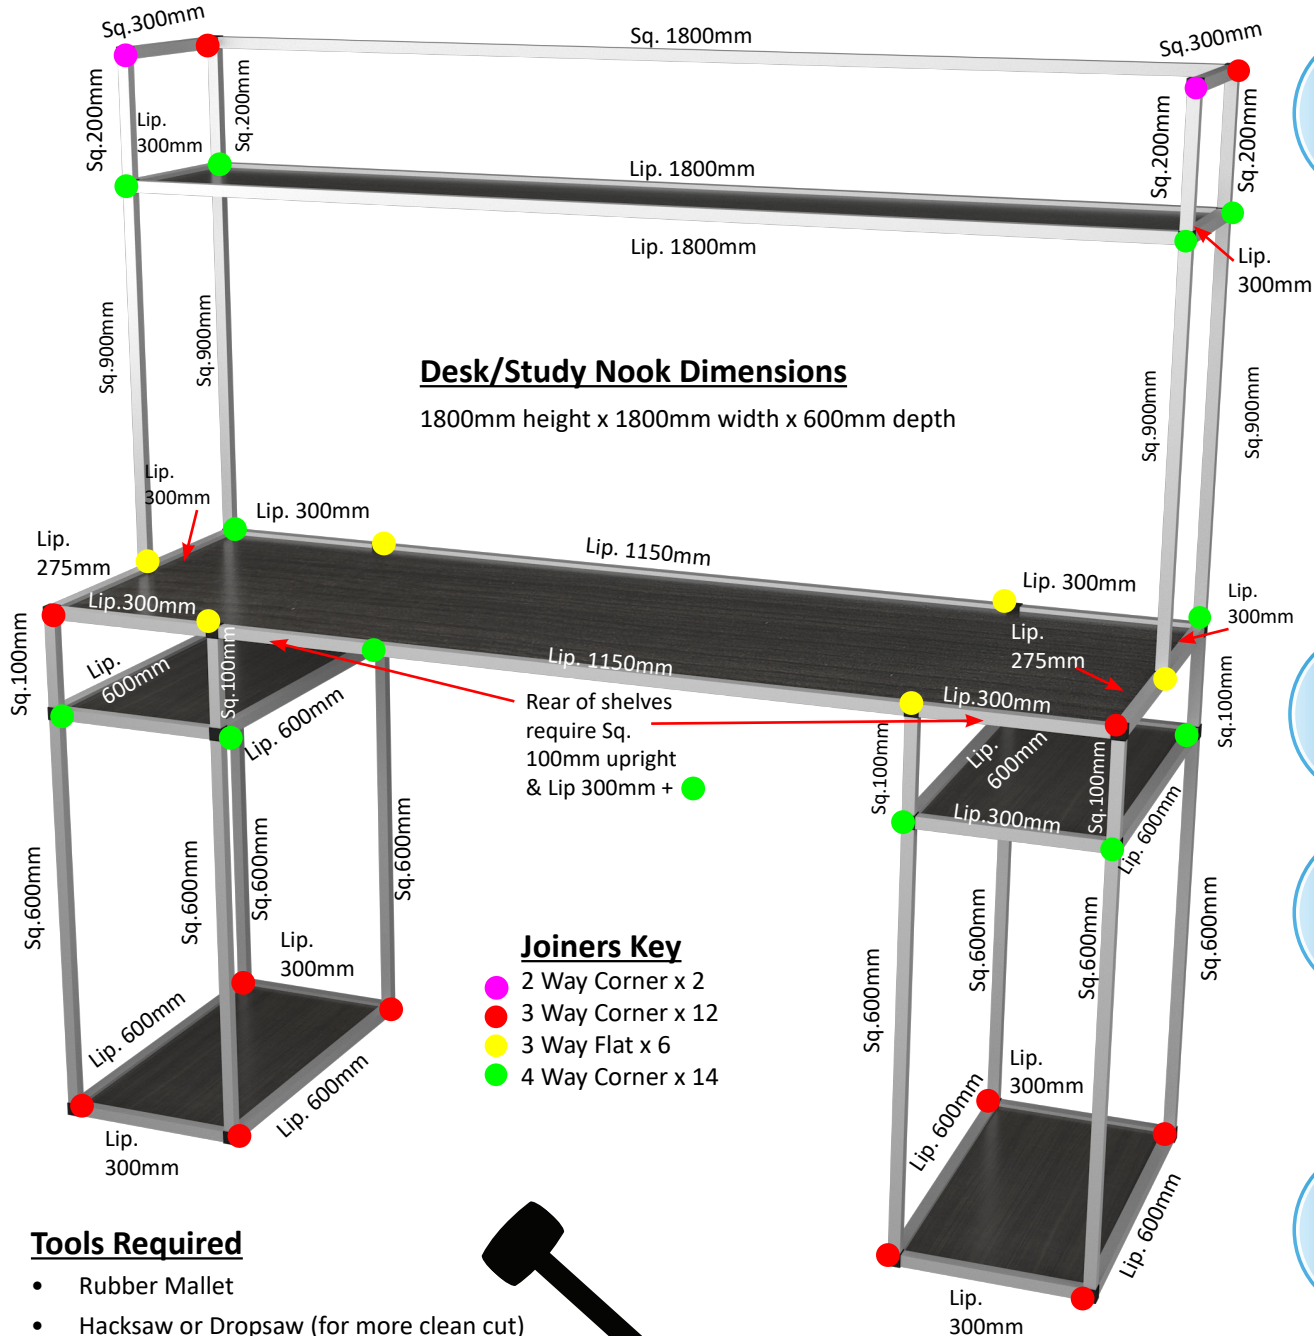 Sq.300mm
Sq. 1800mm
Sq.300mm
Sq.200mm
Lip.
300mm
Sq.200mm
Sq.200mm
Sq.200mm
Lip. 1800mm
Lip. 1800mm
Lip.
300mm
Sq.900mm
Sq.900mm
Desk/Study Nook Dimensions
1800mm height x 1800mm width x 600mm depth
Sq.900mm
Sq.900mm
Lip.
300mm
Lip. 300mm
Lip. 1150mm
Lip. 300mm
Lip.
275mm
Lip.
300mm
Lip.300mm
Lip.
275mm
Sq.100mm
Lip.
600mm
Sq.100mm
Lip. 600mm
Lip. 1150mm
Lip.300mm
Rear of shelves
require Sq.
100mm upright
& Lip 300mm +
Sq.100mm
Lip.
600mm
Sq.100mm
Sq.100mm
Lip.300mm
Lip. 600mm
Sq.600mm
Sq.600mm
Sq.600mm
Sq.600mm
Sq.600mm
Sq.600mm
Sq.600mm
Sq.600mm
Lip.
300mm
Lip. 600mm
Lip. 600mm
Lip.
300mm
Joiners Key
2 Way Corner x 2
3 Way Corner x 12
3 Way Flat x 6
4 Way Corner x 14
Lip.
300mm
Lip. 600mm
Lip. 600mm
Lip.
300mm
Tools Required
• Rubber Mallet
• Hacksaw or Dropsaw (for more clean cut)